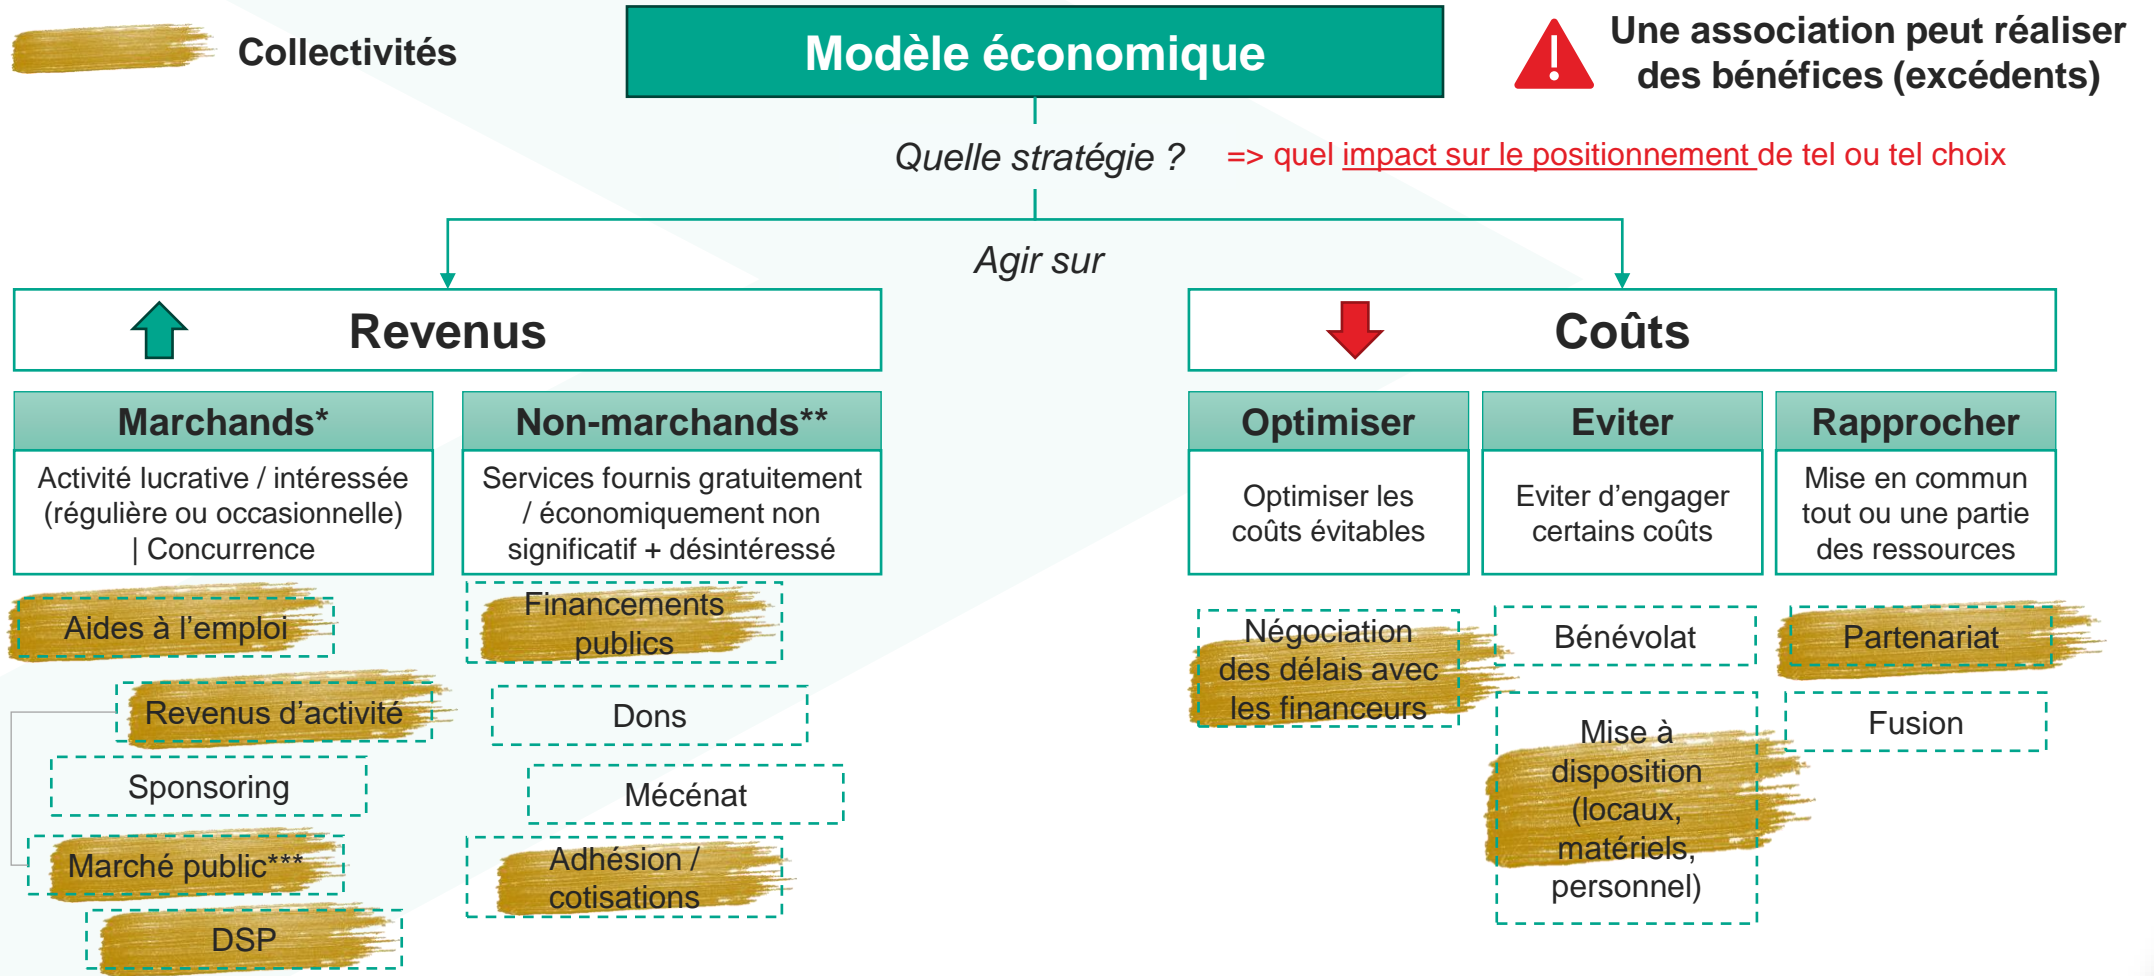 Collectivités
Modèle économique
Une association peut réaliser
des bénéfices (excédents)
Quelle stratégie ?
=> quel impact sur le positionnement de tel ou tel choix
Agir sur
Revenus
Coûts
Marchands*
Activité lucrative / intéressée
(régulière ou occasionnelle)
| Concurrence
Aides à l'emploi
Revenus d'activité
Sponsoring
Marché public***
DSP
Non-marchands**
Services fournis gratuitement
/ économiquement non
significatif + désintéressé
Financements
publics
Dons
Mécénat
Adhésion /
cotisations
Optimiser
Optimiser les
coûts évitables
Négociation
des délais avec
les financeurs
Eviter
Eviter d'engager
certains coûts
Bénévolat
Mise à
disposition
(locaux,
matériels,
personnel)
Rapprocher
Mise en commun
tout ou une partie
des ressources
Partenariat
Fusion